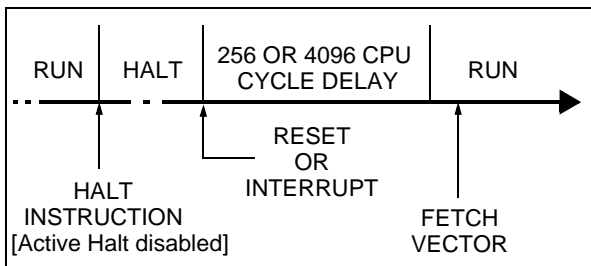 RUN
HALT
256 OR 4096 CPU
CYCLE DELAY
RUN
RESET
OR
INTERRUPT
HALT
INSTRUCTION
[Active Halt disabled]
FETCH
VECTOR